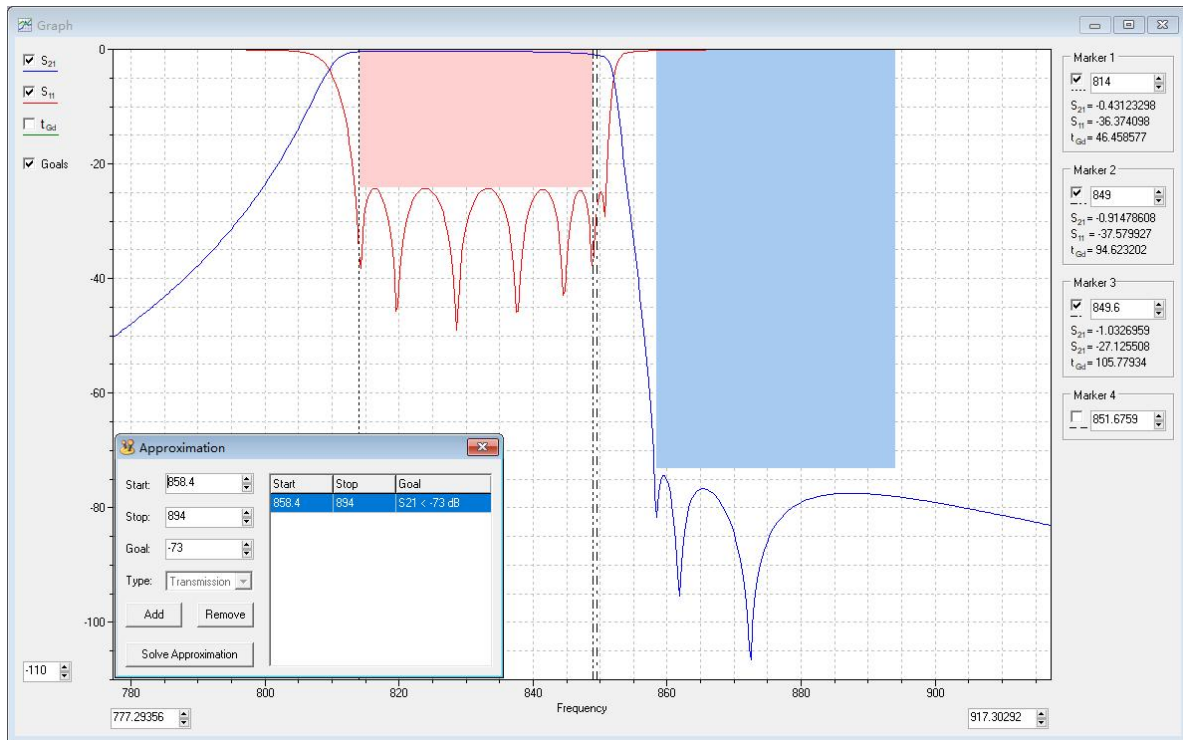 Graph
S21
S11
tGd
Goals
0
-20
-40
-60
-80
-100
-110
780
800
820
840
860
880
900
Frequency
777.29356
917.30292
Marker 1
814
S21= -0.43123298
S11= -36.374098
tGd= 46.458577
Marker 2
849
S21= -0.91478608
S11= -37.579927
tGd= 94.623202
Marker 3
849.6
S21= -1.0326959
S21= -27.125508
tGd= 105.77934
Marker 4
851.6759
Approximation
Start: 858.4
Stop: 894
Goal: -73
Type: Transmission
Add Remove
Solve Approximation
Start Stop Goal
858.4 894 S21 < -73 dB